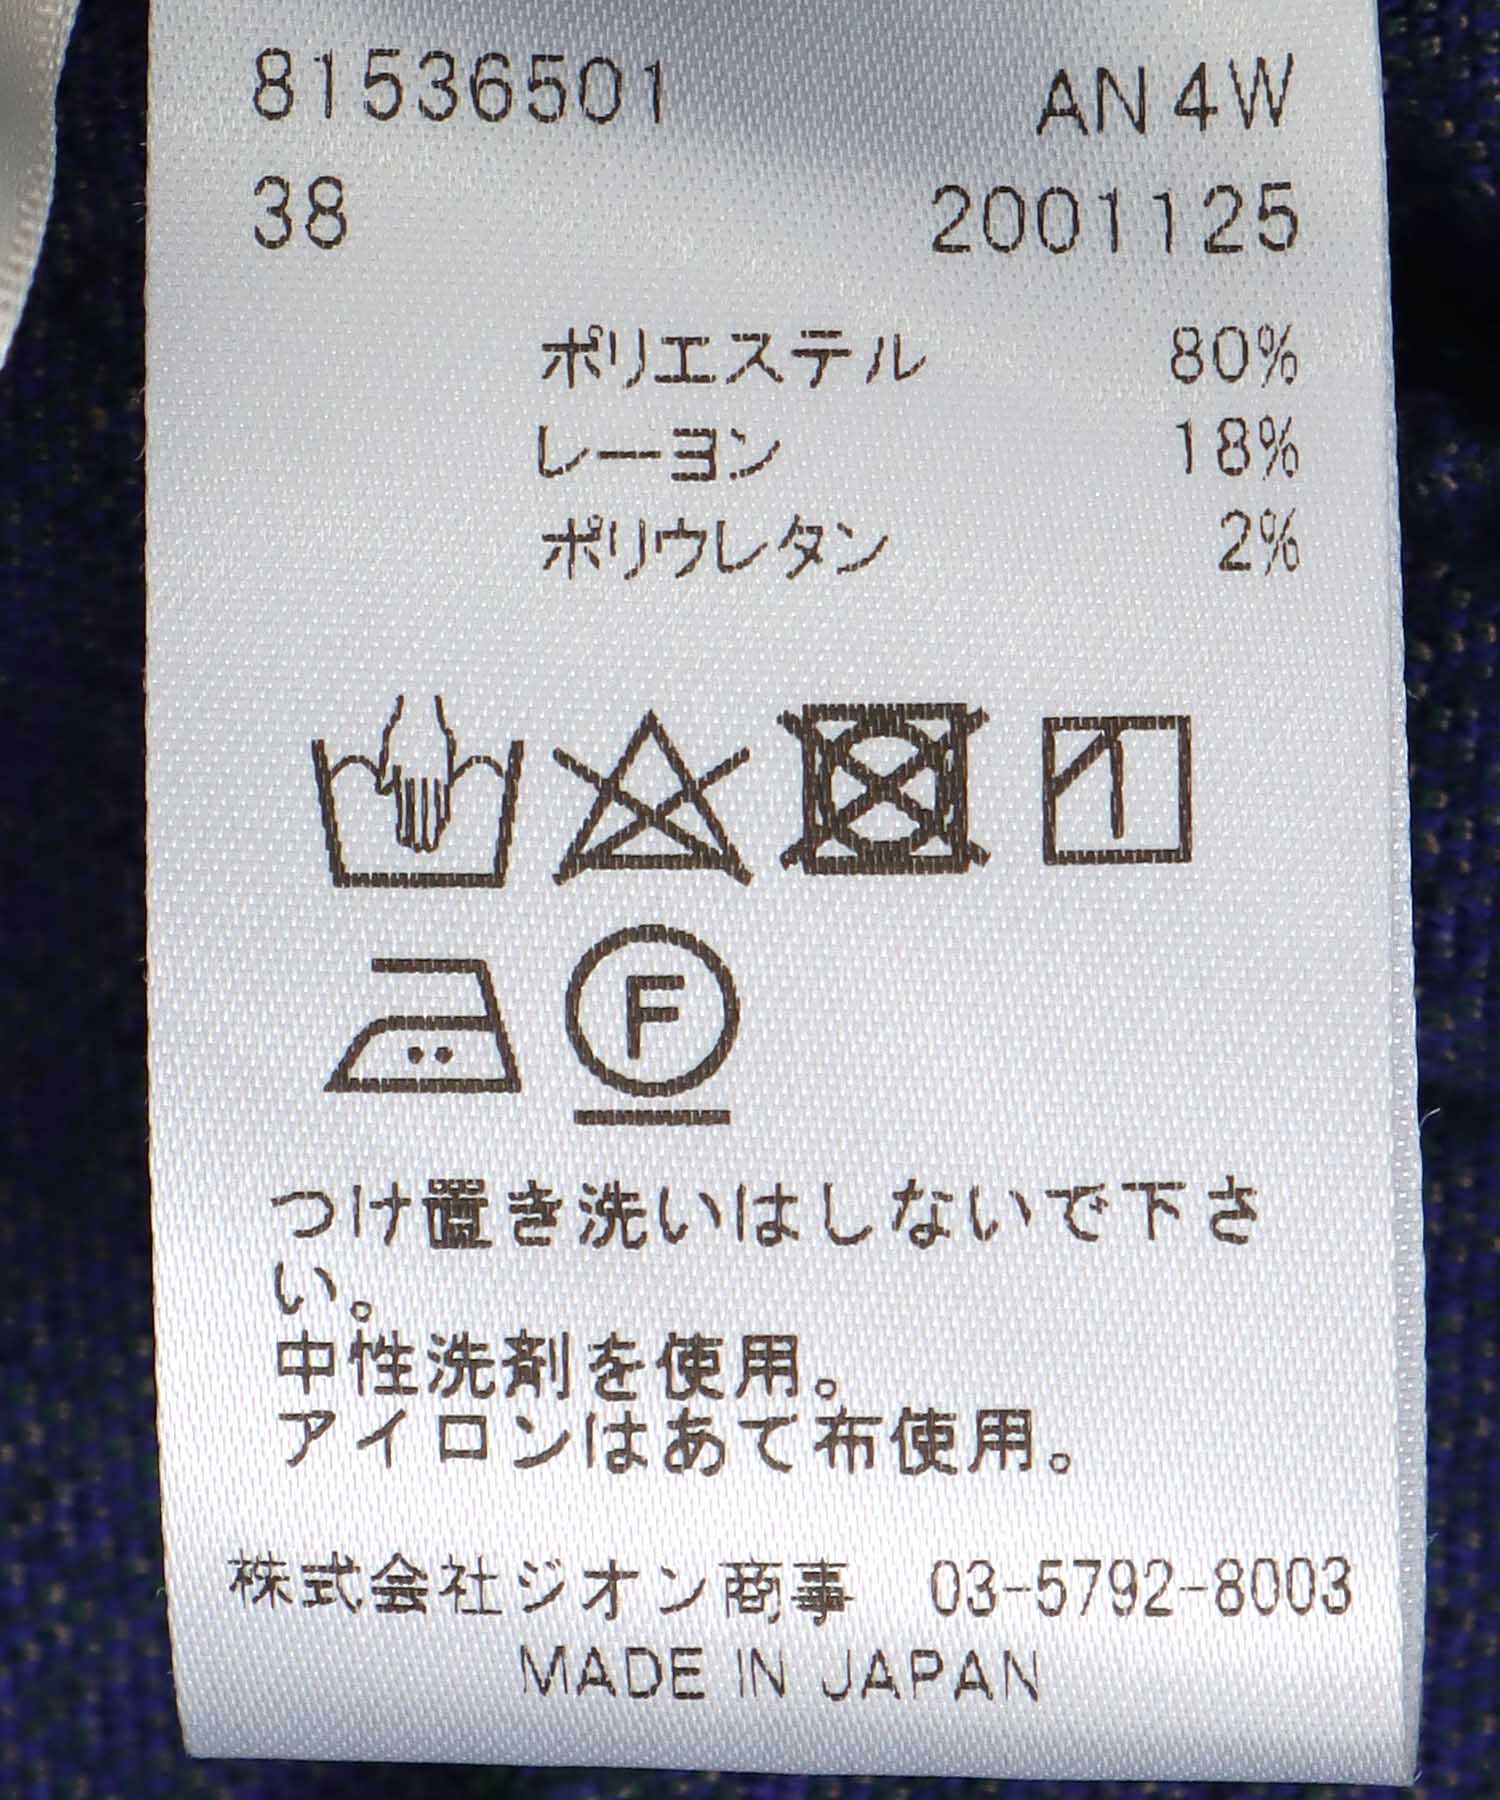 81536501 AN 4W
38 2001125
ポリエステル 80%
レーヨン 18%
ポリウレタン 2%
F
つけ置き洗いはしないで下さ
い。
中性洗剤を使用。
アイロンはあて布使用。
株式会社ジオン商事 03-5792-8003
MADE IN JAPAN